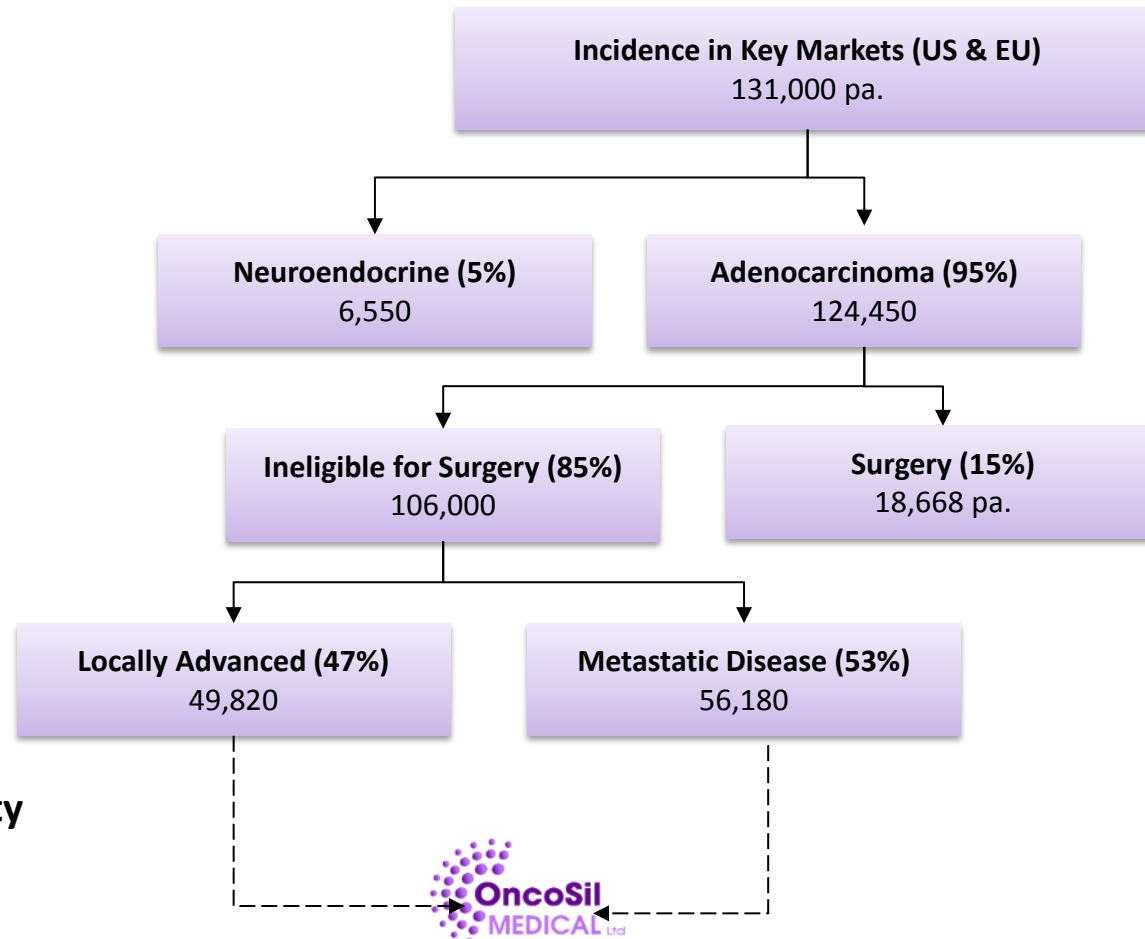 Incidence in Key Markets (US & EU)
131,000 pa.
Neuroendocrine (5%)
6,550
Adenocarcinoma (95%)
124,450
Ineligible for Surgery (85%)
106,000
Surgery (15%)
18,668 pa.
Locally Advanced (47%)
49,820
Metastatic Disease (53%)
56,180
OncoSil
MEDICAL Ltd